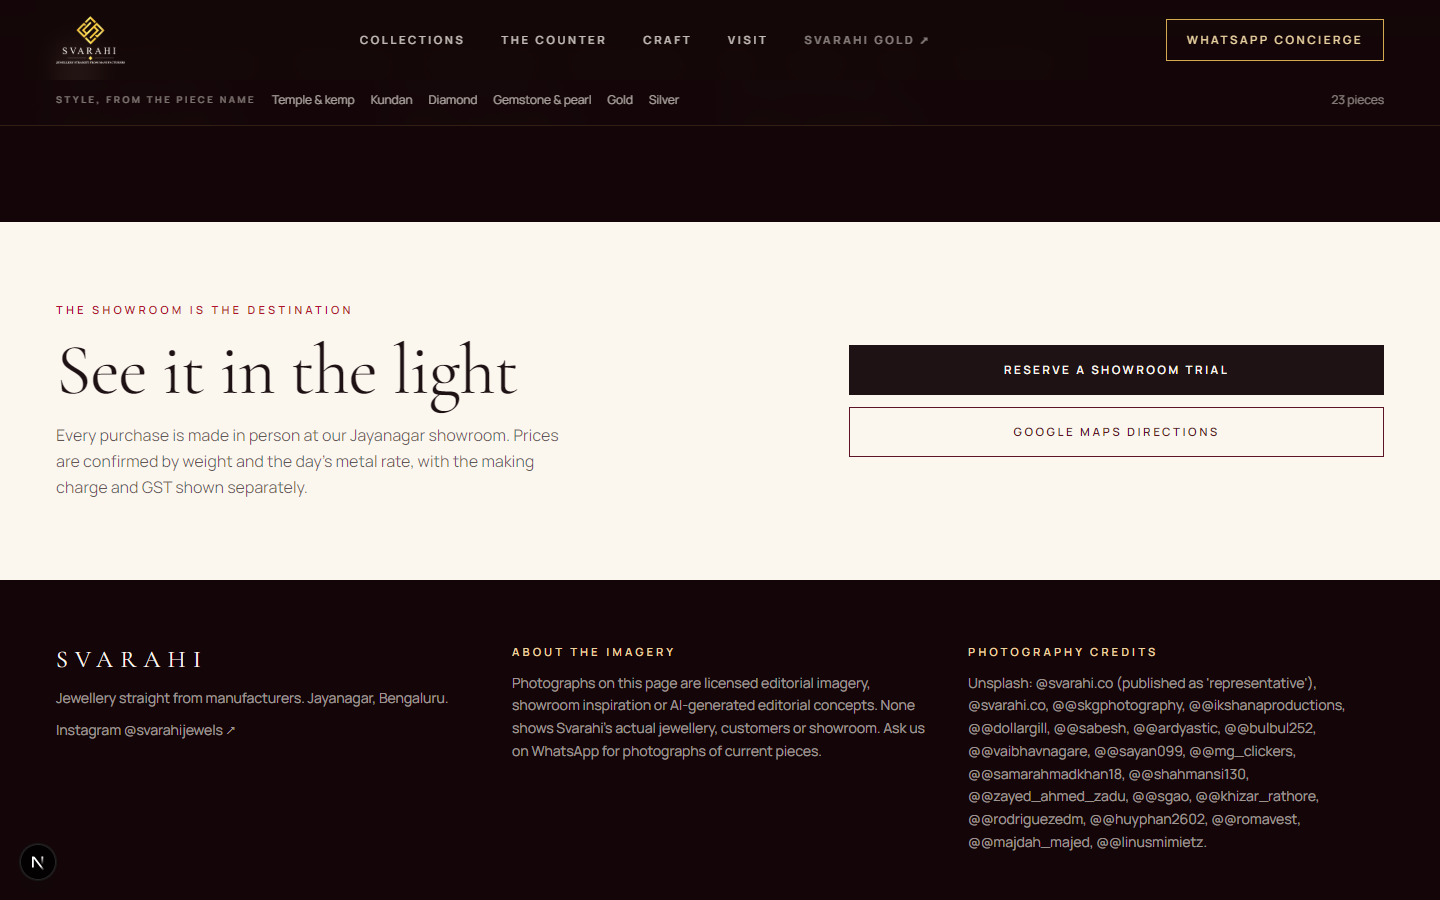 SVARAHI
JEWELLERY STRAIGHT FROM MANUFACTURERS
COLLECTIONS THE COUNTER CRAFT VISIT SVARAHI GOLD ↗
WHATSAPP CONCIERGE
STYLE, FROM THE PIECE NAME Temple & kemp Kundan Diamond Gemstone & pearl Gold Silver
23 pieces
THE SHOWROOM IS THE DESTINATION
See it in the light
Every purchase is made in person at our Jayanagar showroom. Prices
are confirmed by weight and the day's metal rate, with the making
charge and GST shown separately.
RESERVE A SHOWROOM TRIAL
GOOGLE MAPS DIRECTIONS
SVARAHI
Jewellery straight from manufacturers. Jayanagar, Bengaluru.
Instagram @svarahijewels ↗
ABOUT THE IMAGERY
Photographs on this page are licensed editorial imagery,
showroom inspiration or AI-generated editorial concepts. None
shows Svarahi's actual jewellery, customers or showroom. Ask us
on WhatsApp for photographs of current pieces.
PHOTOGRAPHY CREDITS
Unsplash: @svarahi.co (published as 'representative'),
@svarahi.co, @@skgphotography, @@ikshanaproductions,
@@dollargill, @@sabesh, @@ardyastic, @@bulbul252,
@@vaibhavnagare, @@sayan099, @@mg_clickers,
@@samarahmadkhan18, @@shahmansi130,
@@zayed_ahmed_zadu, @@sgao, @@khizar_rathore,
@@rodriguezedm, @@huyphan2602, @@romavest,
@@majdah_majed, @@linusmimietz.
N